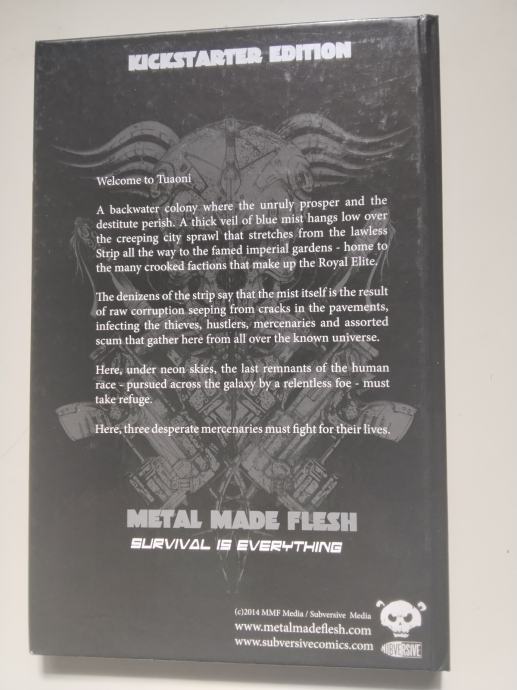 KICKSTARTER EDITION
Welcome to Tuaoni
A backwater colony where the unruly prosper and the
destitute perish. A thick veil of blue mist hangs low over
the creeping city sprawl that stretches from the lawless
Strip all the way to the famed imperial gardens - home to
the many crooked factions that make up the Royal Elite.
The denizens of the strip say that the mist itself is the result
of raw corruption seeping from cracks in the pavements,
infecting the thieves, hustlers, mercenaries and assorted
scum that gather here from all over the known universe.
Here, under neon skies, the last remnants of the human
race - pursued across the galaxy by a relentless foe - must
take refuge.
Here, three desperate mercenaries must fight for their lives.
METAL MADE FLESH
SURVIVAL IS EVERYTHING
(c)2014 MMF Media / Subversive Media
www.metalmadeflesh.com
www.subversivecomics.com
SUBVERSIVE